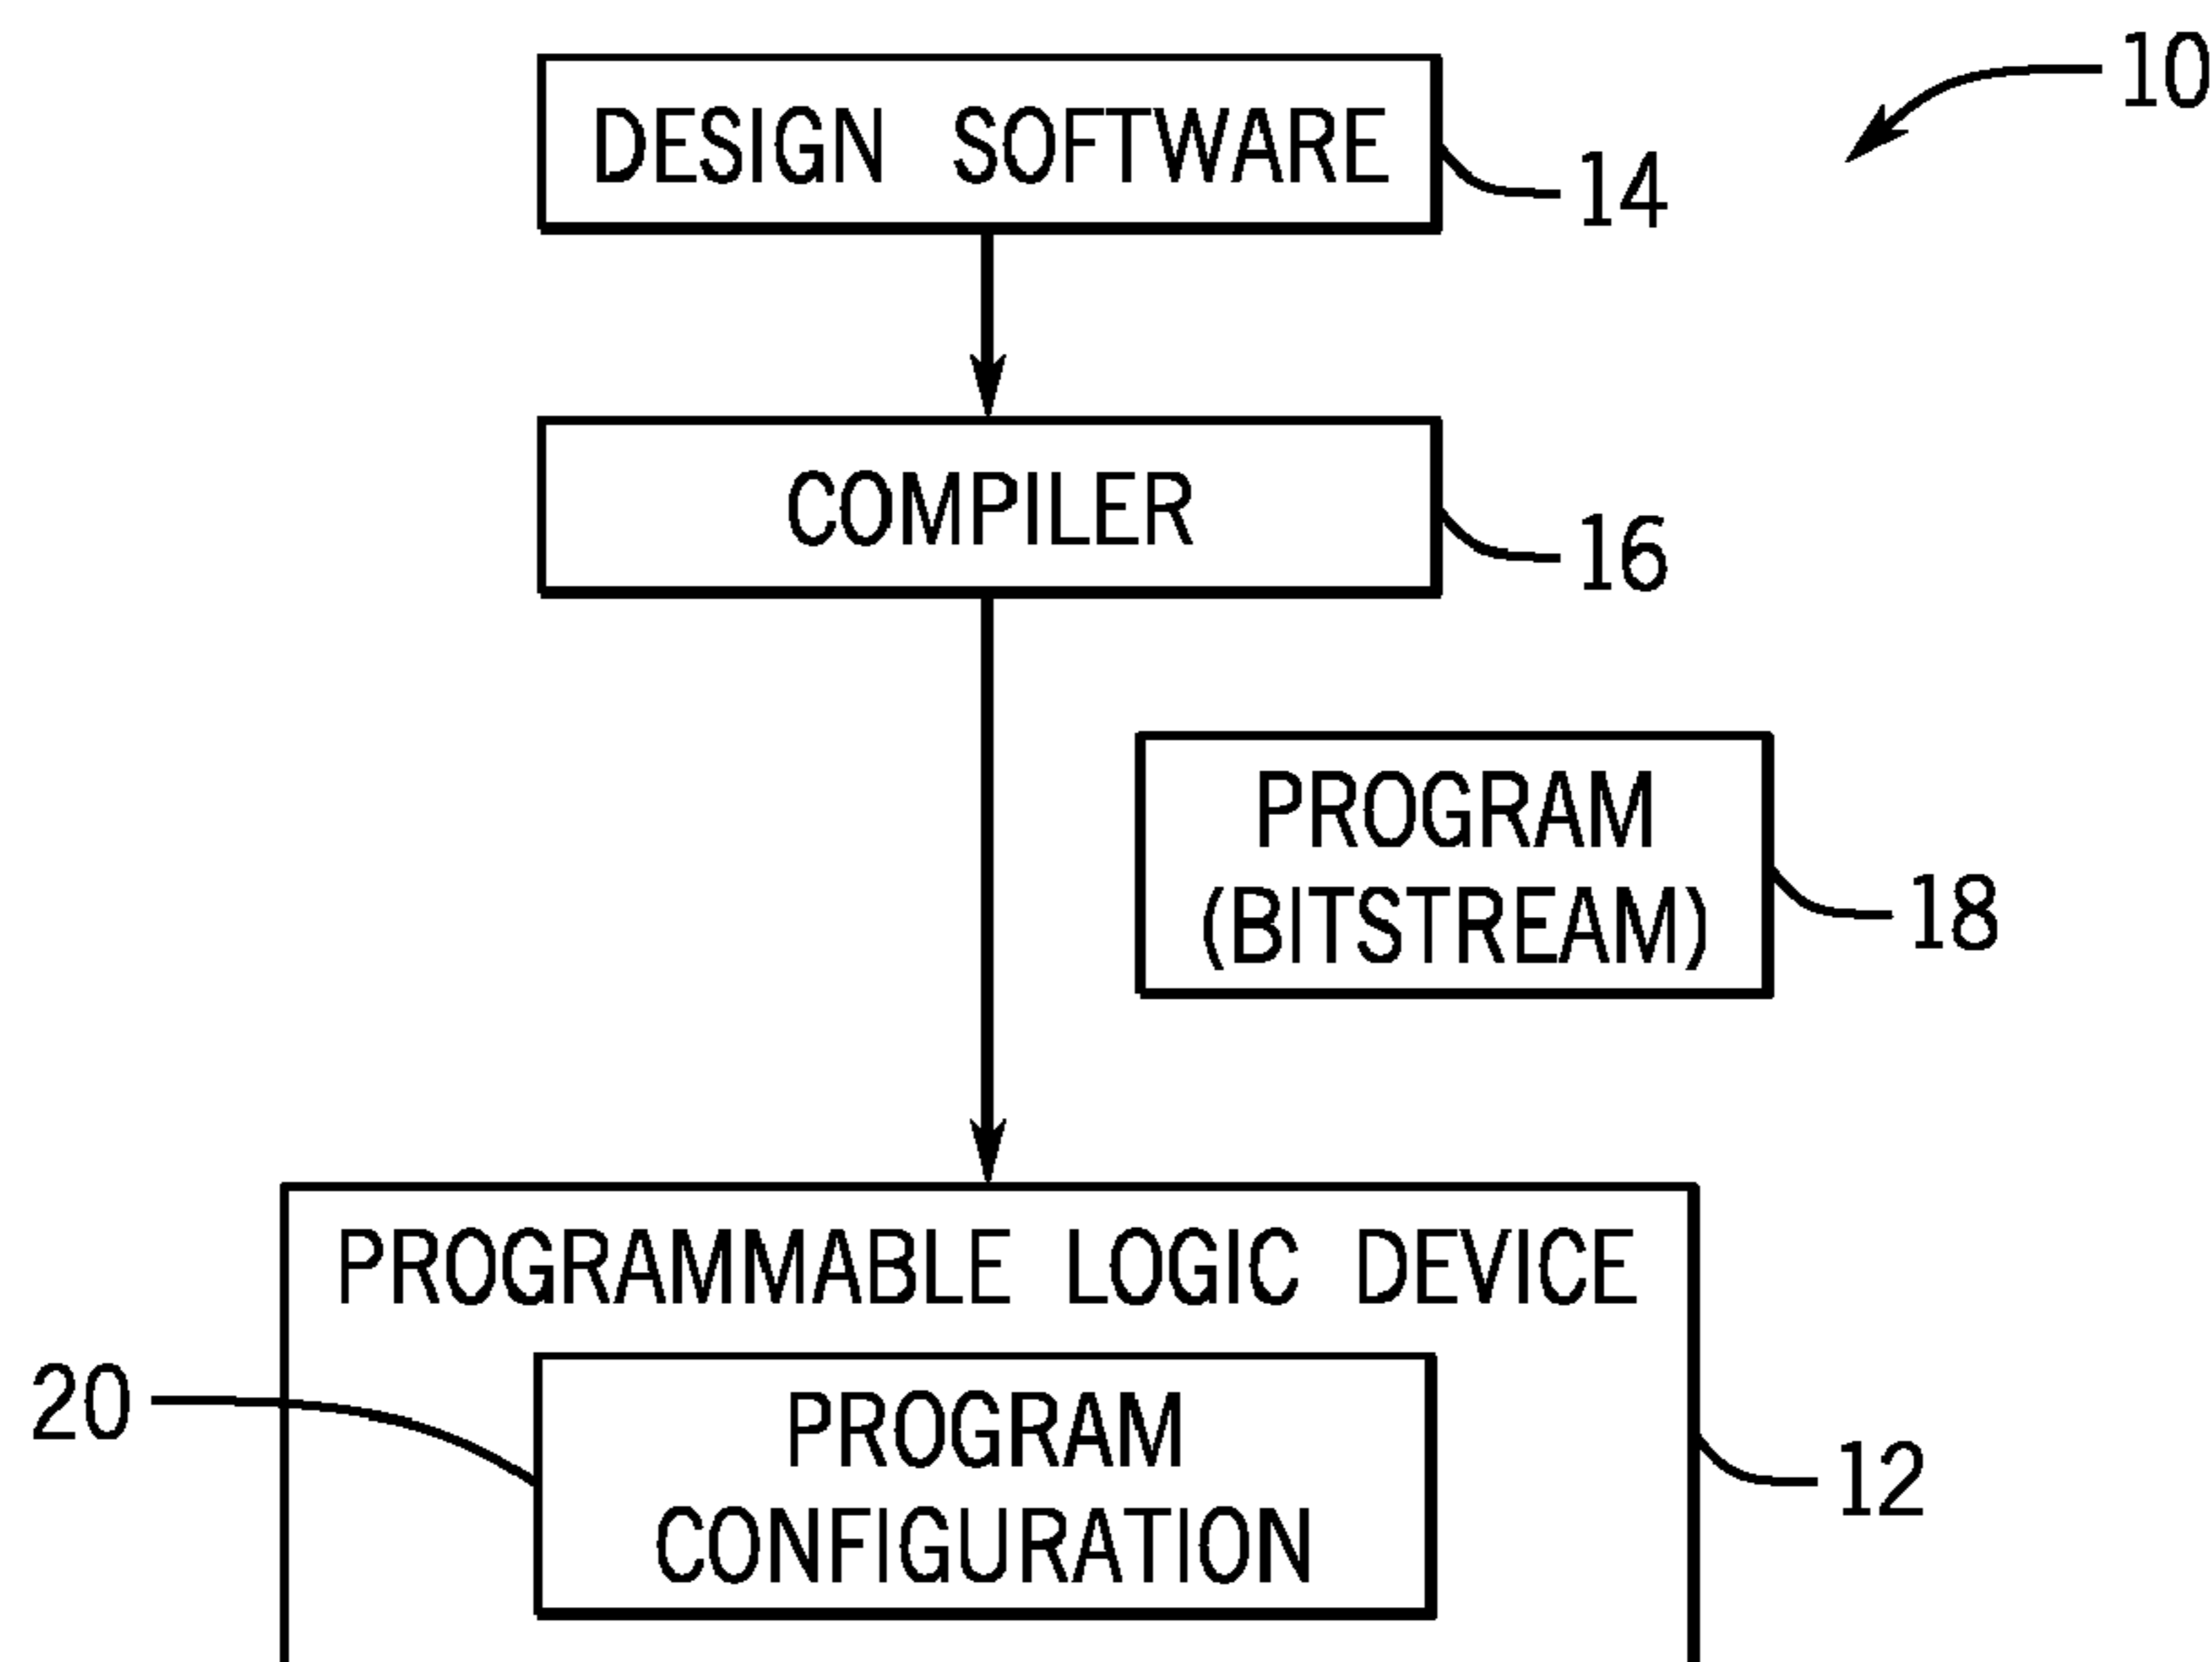 10
DESIGN SOFTWARE
14
COMPILER
16
PROGRAM
(BITSTREAM)
18
PROGRAMMABLE LOGIC DEVICE
20
PROGRAM
CONFIGURATION
12